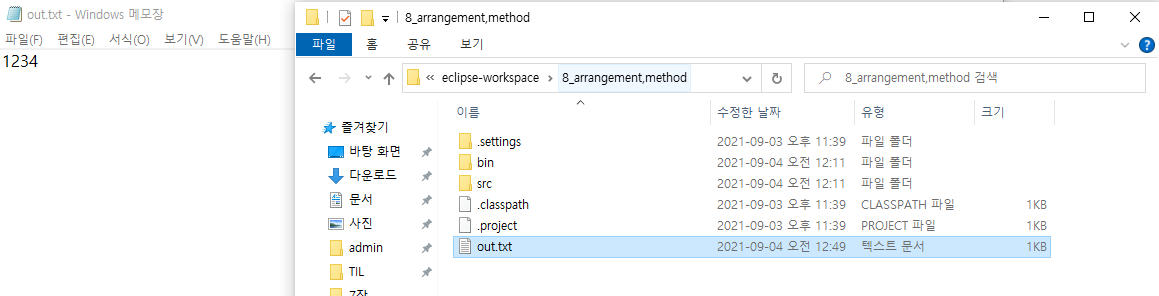 out.txt - Windows 메모장
파일(F) 편집(E) 서식(O) 보기(V) 도움말(H)
1234
8_arrangement,method
파일 홈 공유 보기
« eclipse-workspace > 8_arrangement,method
8_arrangement,method 검색
이름 수정한 날짜 유형 크기
즐겨찾기
바탕 화면
다운로드
문서
사진
admin
TIL
7장
.settings 2021-09-03 오후 11:39 파일 폴더
bin 2021-09-04 오전 12:11 파일 폴더
src 2021-09-04 오전 12:11 파일 폴더
.classpath 2021-09-03 오후 11:39 CLASSPATH 파일 1KB
.project 2021-09-03 오후 11:39 PROJECT 파일 1KB
out.txt 2021-09-04 오전 12:49 텍스트 문서 1KB